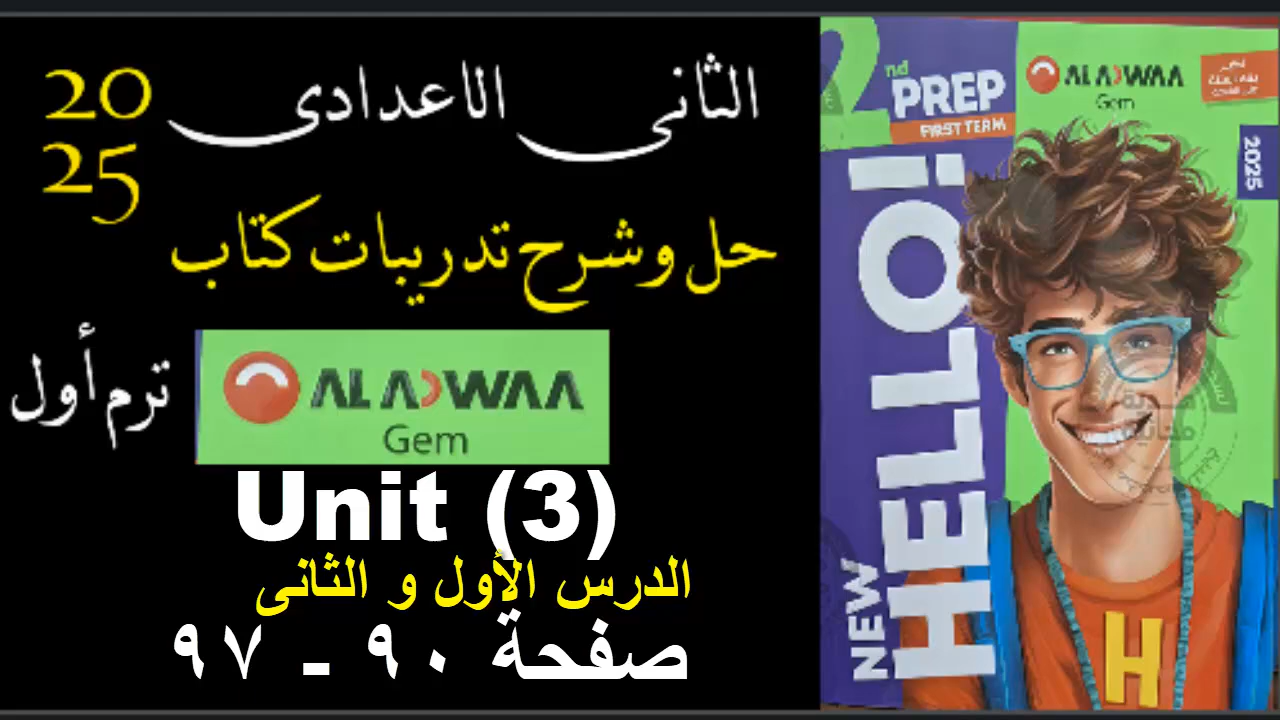 الثانى الاعدادى
20
25
حل وشرح تدريبات كتاب
ترم أول
AL ADWAA
Gem
Unit (3)
الدرس الأول و الثانى
صفحة ٩٠ - ٩٧
2nd
PREP
FIRST TERM
AL ADWAA
Gem
2025
NEW
HELLO!
H